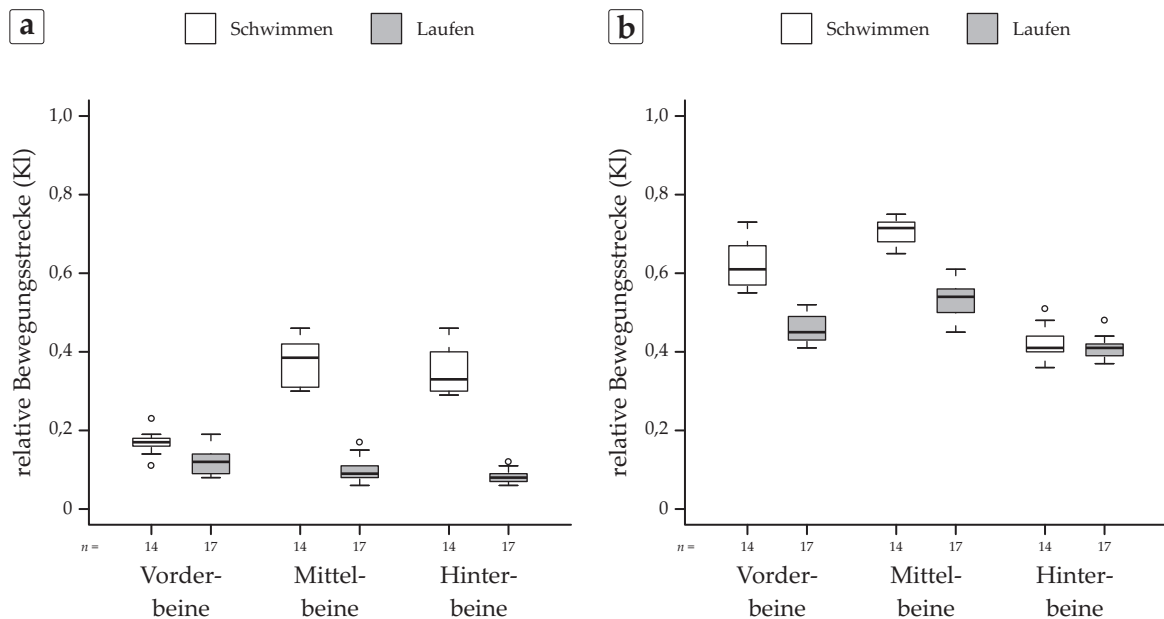 a
Schwimmen Laufen
relative Bewegungsstrecke (Kl)
1,0
0,8
0,6
0,4
0,2
0
n = 14 17 14 17 14 17
Vorder- Mittel- Hinter-
beine beine beine
b
Schwimmen Laufen
relative Bewegungsstrecke (Kl)
1,0
0,8
0,6
0,4
0,2
0
n = 14 17 14 17 14 17
Vorder- Mittel- Hinter-
beine beine beine